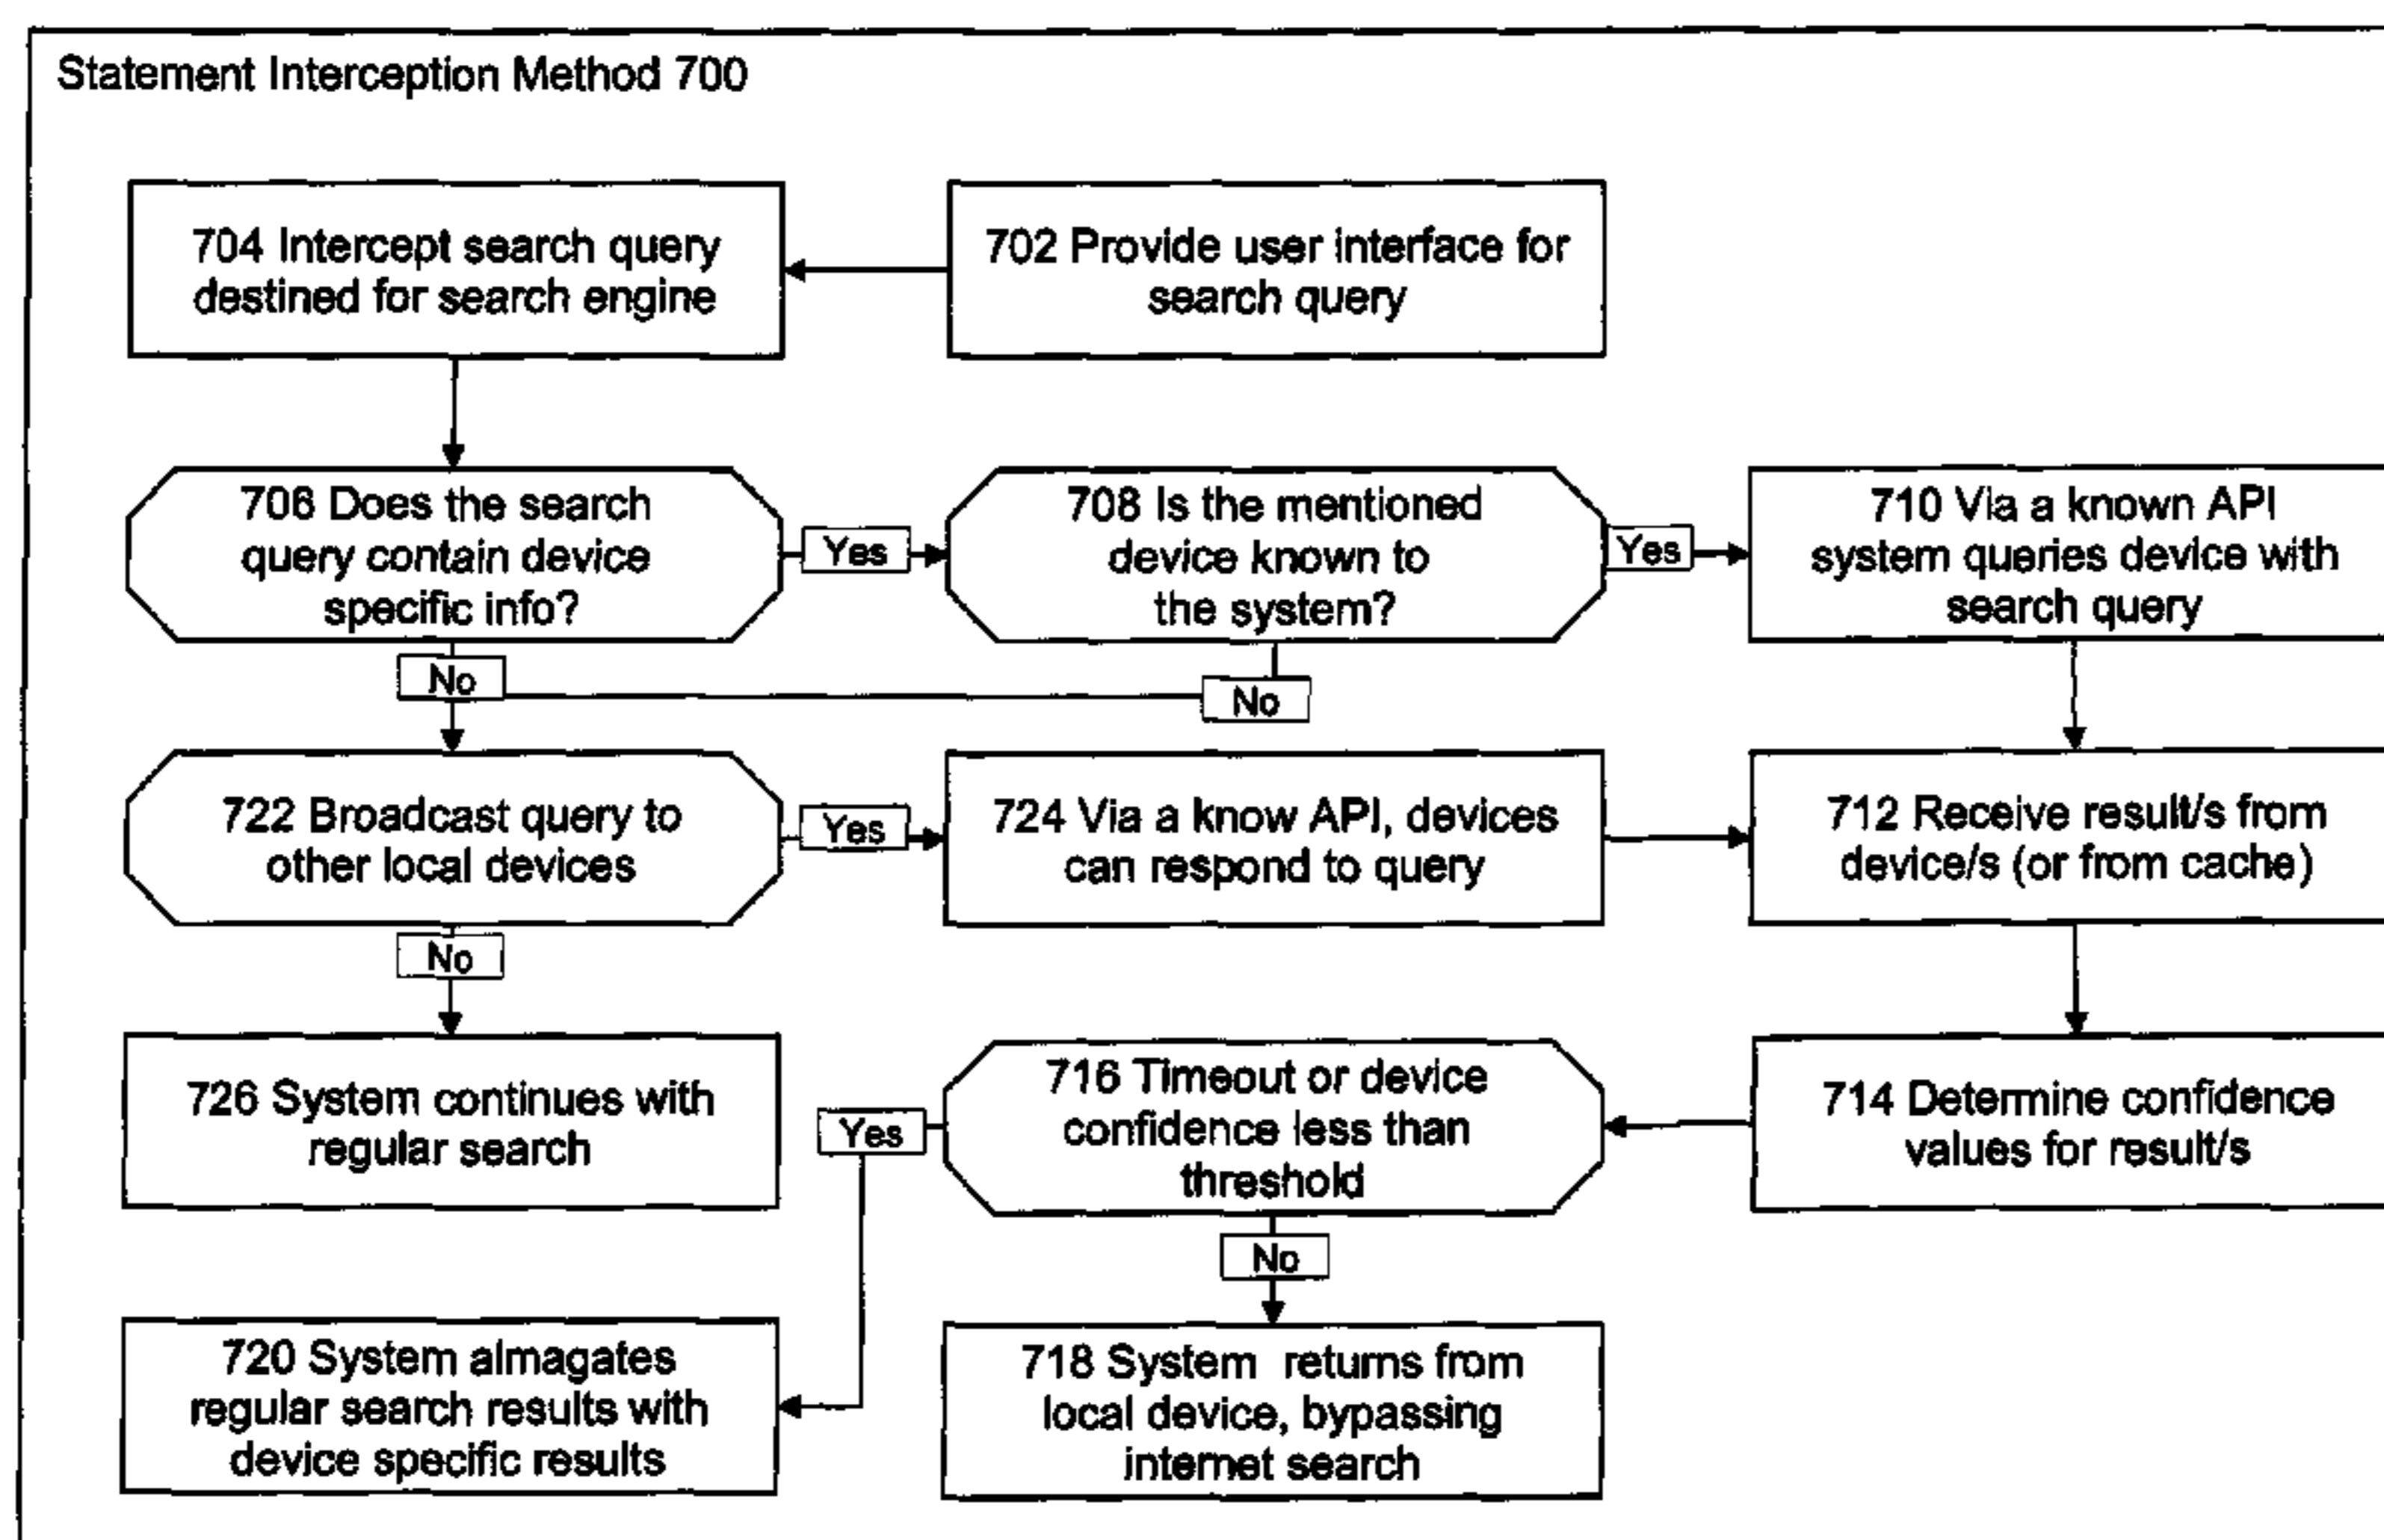 Statement Interception Method 700
704 Intercept search query
destined for search engine
702 Provide user interface for
search query
706 Does the search
query contain device
specific info?
Yes
708 Is the mentioned
device known to
the system?
Yes
710 Via a known API
system queries device with
search query
No
No
722 Broadcast query to
other local devices
Yes
724 Via a know API, devices
can respond to query
712 Receive result/s from
device/s (or from cache)
No
726 System continues with
regular search
Yes
716 Timeout or device
confidence less than
threshold
714 Determine confidence
values for result/s
No
720 System almagates
regular search results with
device specific results
718 System returns from
local device, bypassing
internet search